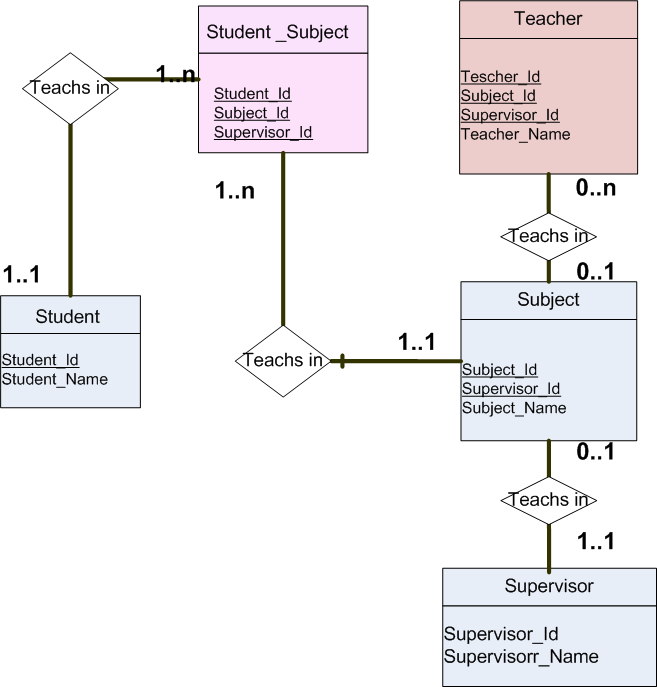 Student _Subject
Student_Id
Subject_Id
Supervisor_Id
Teacher
Tescher_Id
Subject_Id
Supervisor_Id
Teacher_Name
Teachs in
1..n
1..n
0..n
Teachs in
0..1
1..1
Student
Student_Id
Student_Name
Subject
Subject_Id
Supervisor_Id
Subject_Name
Teachs in
1..1
0..1
Teachs in
1..1
Supervisor
Supervisor_Id
Supervisorr_Name